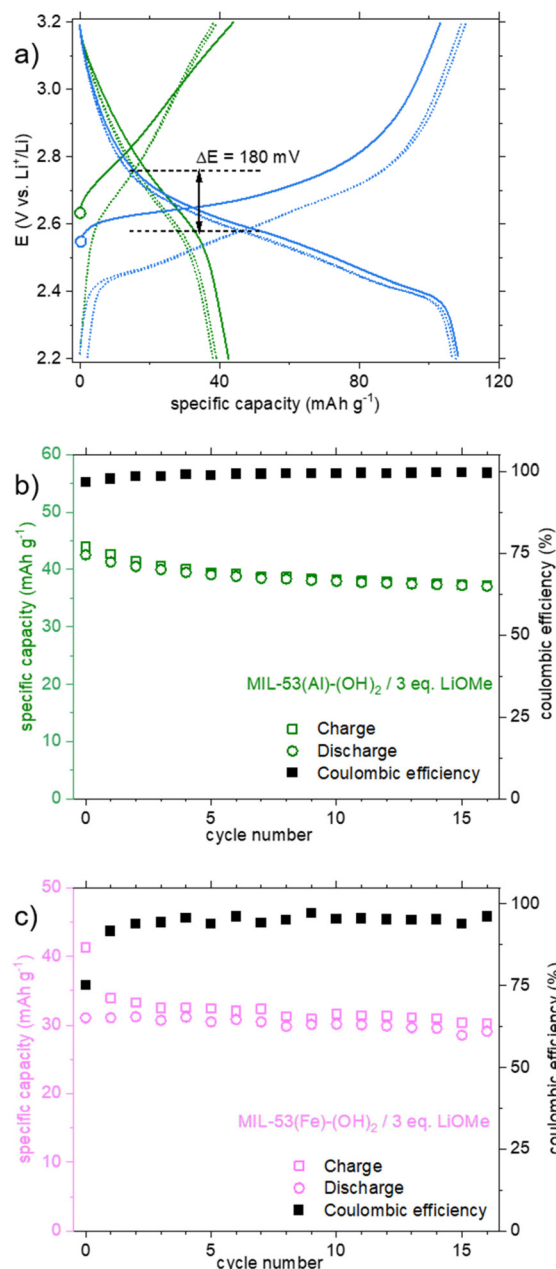 a)
3.2
3.0
2.8
2.6
2.4
2.2
E (V vs. Li⁺/Li)
ΔE = 180 mV
0 40 80 120
specific capacity (mAh g⁻¹)
b)
60
50
40
30
20
10
0
specific capacity (mAh g⁻¹)
100
75
50
25
0
coulombic efficiency (%)
MIL-53(Al)-(OH)₂ / 3 eq. LiOMe
Charge
Discharge
Coulombic efficiency
0 5 10 15
cycle number
c)
50
40
30
20
10
0
specific capacity (mAh g⁻¹)
100
75
50
25
0
coulombic efficiency (%)
MIL-53(Fe)-(OH)₂ / 3 eq. LiOMe
Charge
Discharge
Coulombic efficiency
0 5 10 15
cycle number